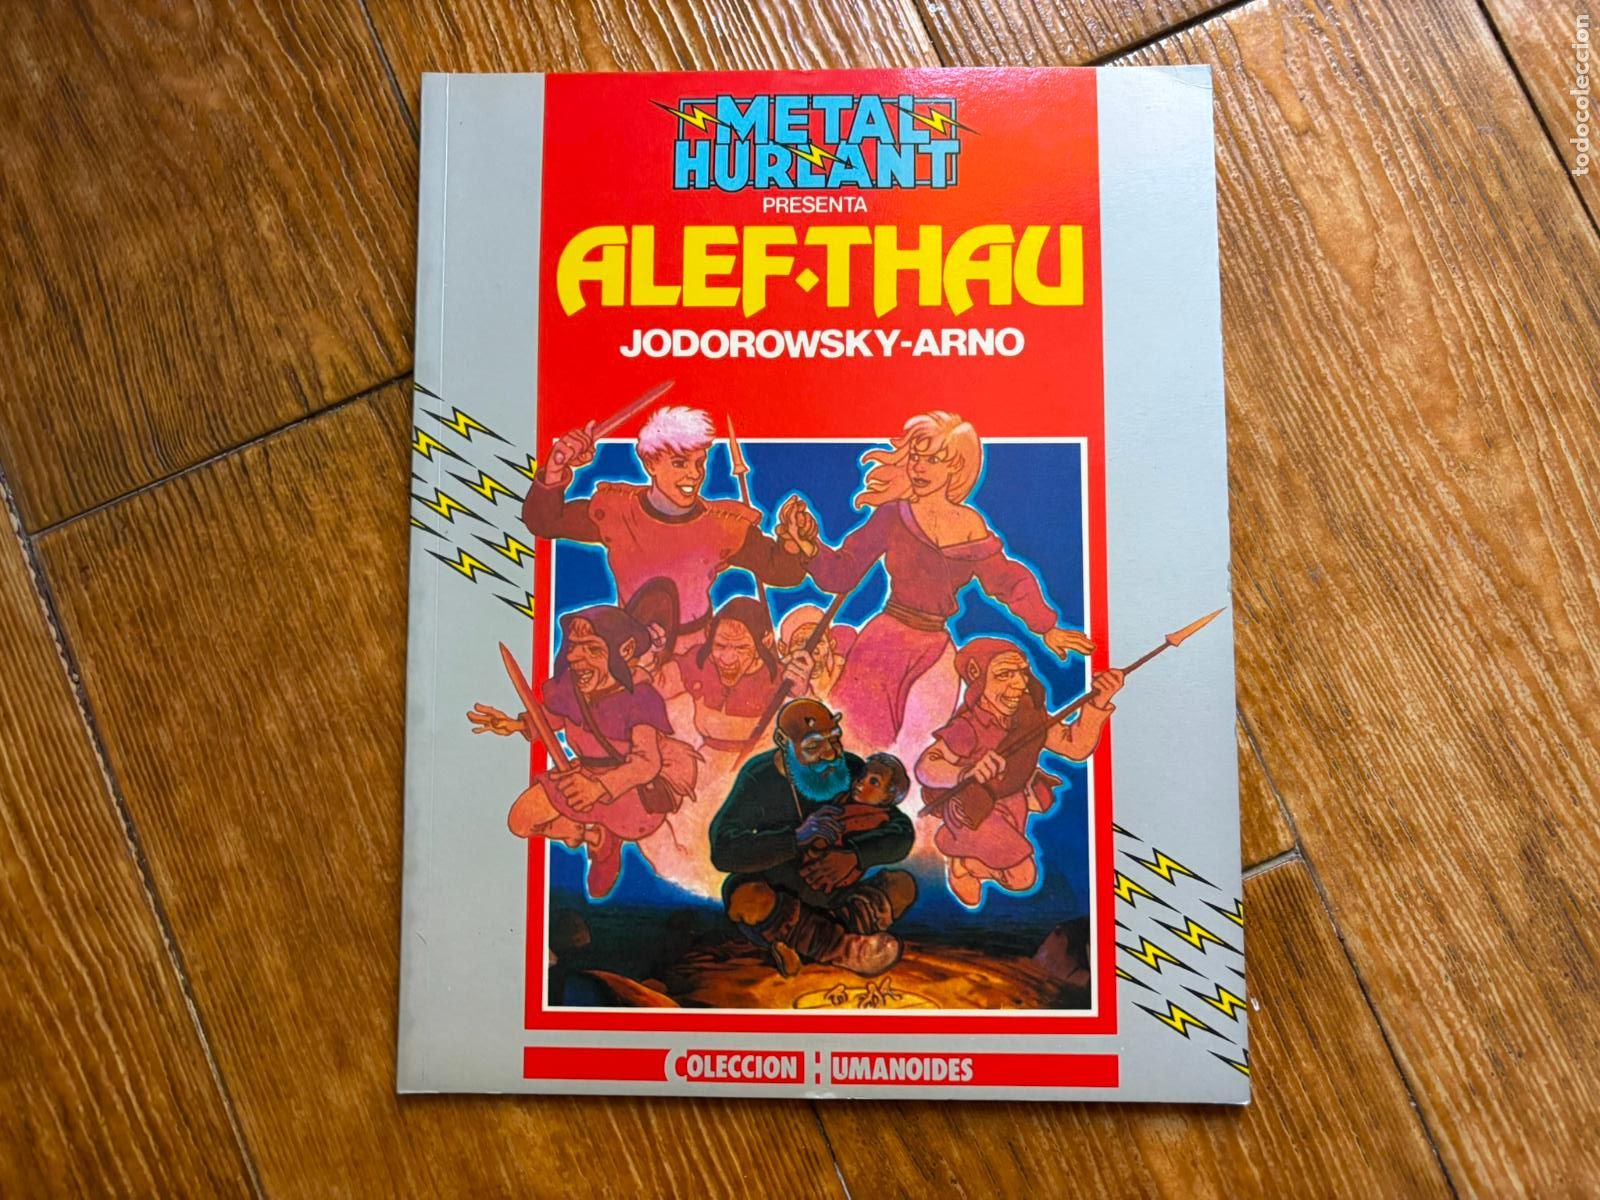 METAL
HURLANT
PRESENTA
ALEF·THAU
JODOROWSKY-ARNO
COLECCION HUMANOIDES
todocoleccion